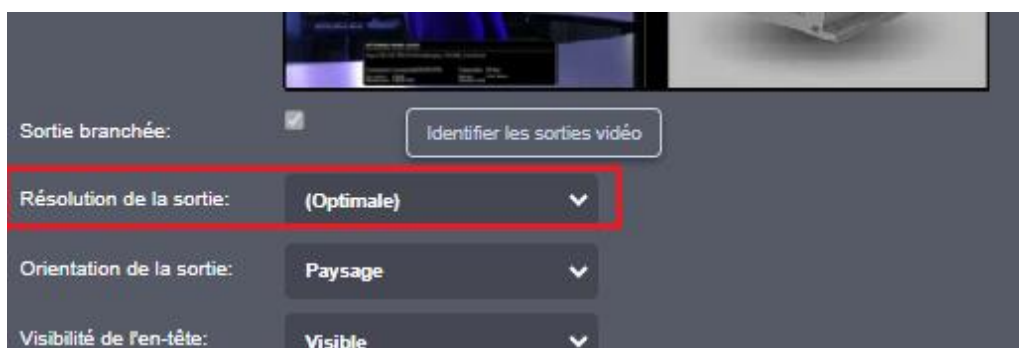 Sortie branchée:
Identifier les sorties vidéo
Résolution de la sortie:
(Optimale)
Orientation de la sortie:
Paysage
Visibilité de l'en-tête:
Visible